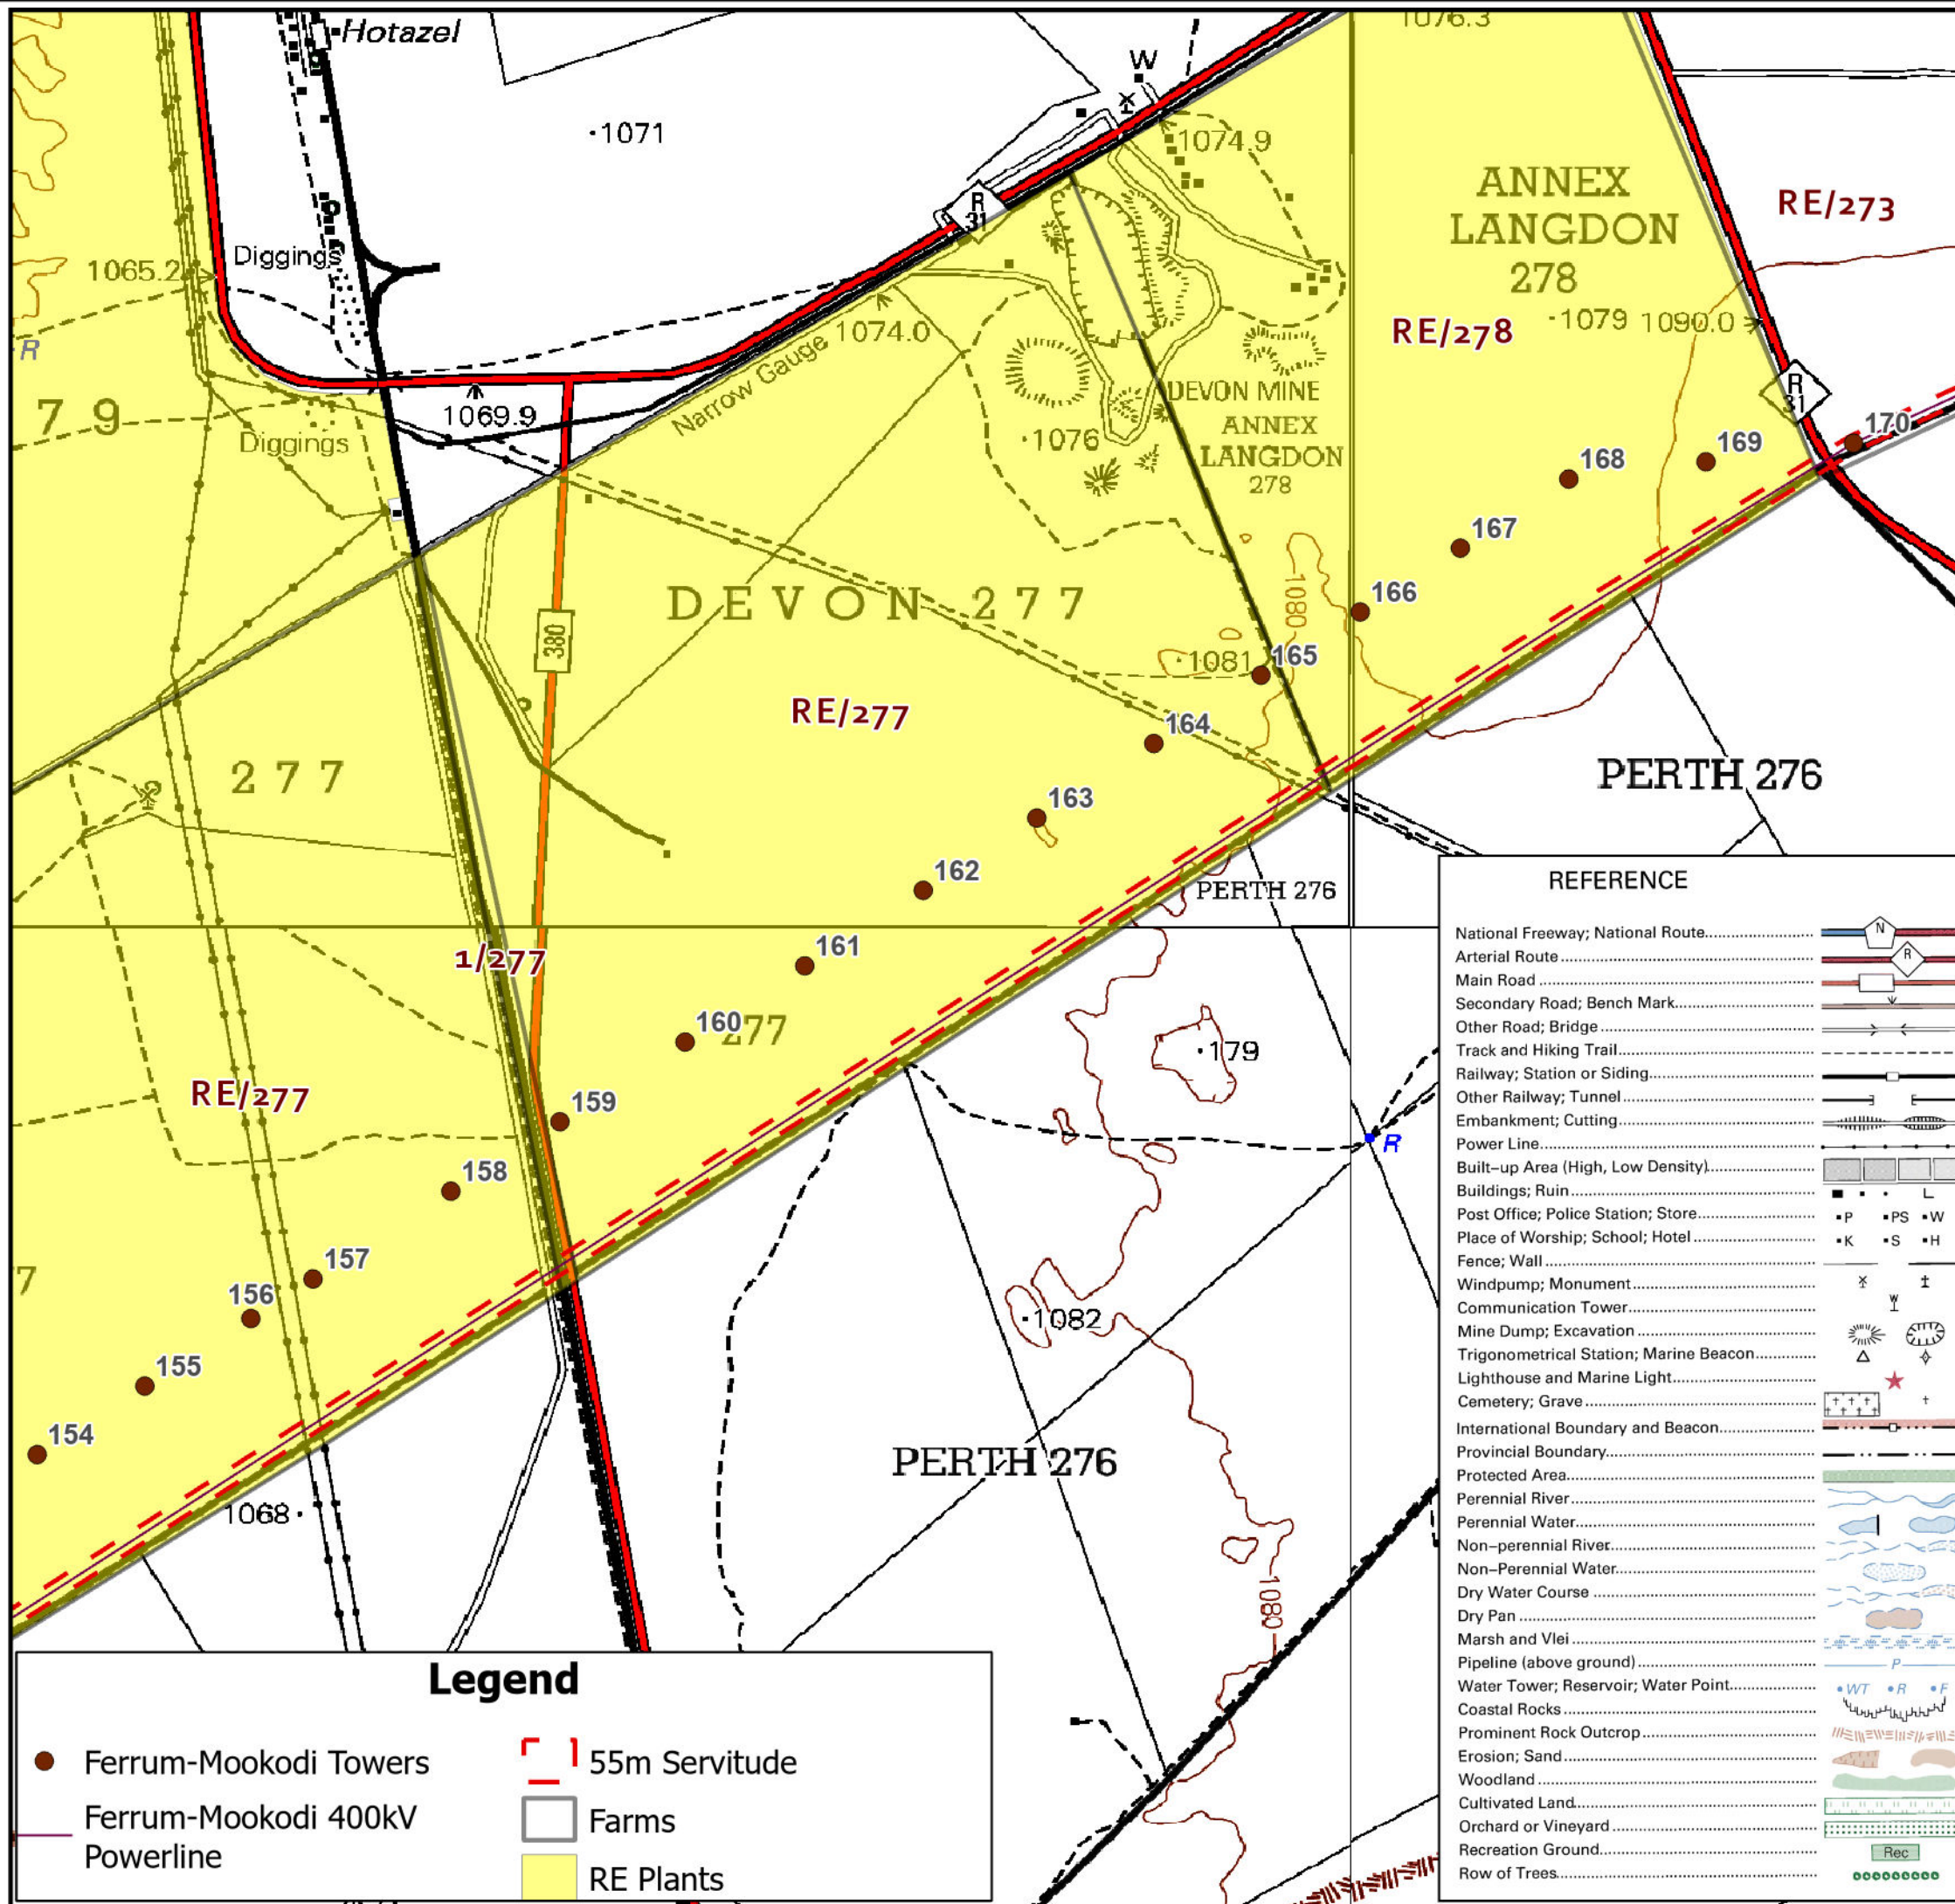 1076.3
Hotazel
W
1071
1074.9
ANNEX
LANGDON
278
RE/273
R
31
Diggings
1065.2
1074.0
RE/278
1079
1090.0
R
Narrow Gauge
DEVON MINE
R
31
79
1069.9
Diggings
1076
ANNEX
LANGDON
278
170
169
168
167
DEVON 277
1080
166
380
1081
165
RE/277
164
277
PERTH 276
163
162
PERTH 276
1/277
161
160
277
179
RE/277
159
R
158
157
7
156
1082
155
154
PERTH 276
1068
1080
Legend
Ferrum-Mookodi Towers
Ferrum-Mookodi 400kV
Powerline
55m Servitude
Farms
RE Plants
REFERENCE
National Freeway; National Route
N
Arterial Route
R
Main Road
Secondary Road; Bench Mark
Other Road; Bridge
Track and Hiking Trail
Railway; Station or Siding
Other Railway; Tunnel
Embankment; Cutting
Power Line
Built-up Area (High, Low Density)
Buildings; Ruin
Post Office; Police Station; Store
P PS W
Place of Worship; School; Hotel
K S H
Fence; Wall
Windpump; Monument
Communication Tower
Mine Dump; Excavation
Trigonometrical Station; Marine Beacon
Lighthouse and Marine Light
Cemetery; Grave
International Boundary and Beacon
Provincial Boundary
Protected Area
Perennial River
Perennial Water
Non-perennial River
Non-Perennial Water
Dry Water Course
Dry Pan
Marsh and Vlei
Pipeline (above ground)
P
Water Tower; Reservoir; Water Point
WT R F
Coastal Rocks
Prominent Rock Outcrop
Erosion; Sand
Woodland
Cultivated Land
Orchard or Vineyard
Recreation Ground
Rec
Row of Trees